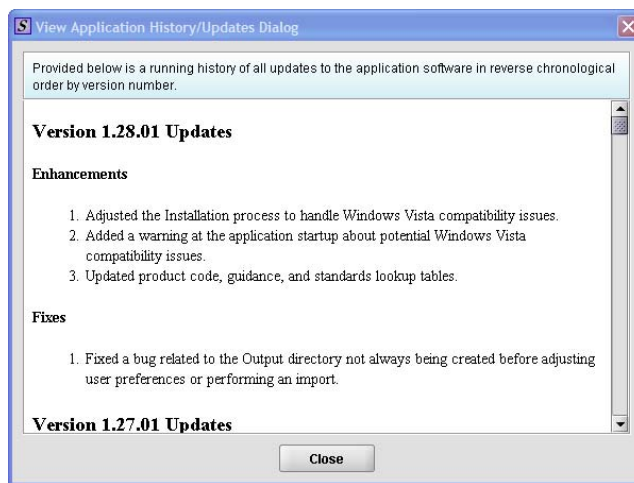 S View Application History/Updates Dialog
Provided below is a running history of all updates to the application software in reverse chronological
order by version number.
Version 1.28.01 Updates
Enhancements
1. Adjusted the Installation process to handle Windows Vista compatibility issues.
2. Added a warning at the application startup about potential Windows Vista
compatibility issues.
3. Updated product code, guidance, and standards lookup tables.
Fixes
1. Fixed a bug related to the Output directory not always being created before adjusting
user preferences or performing an import.
Version 1.27.01 Updates
Close